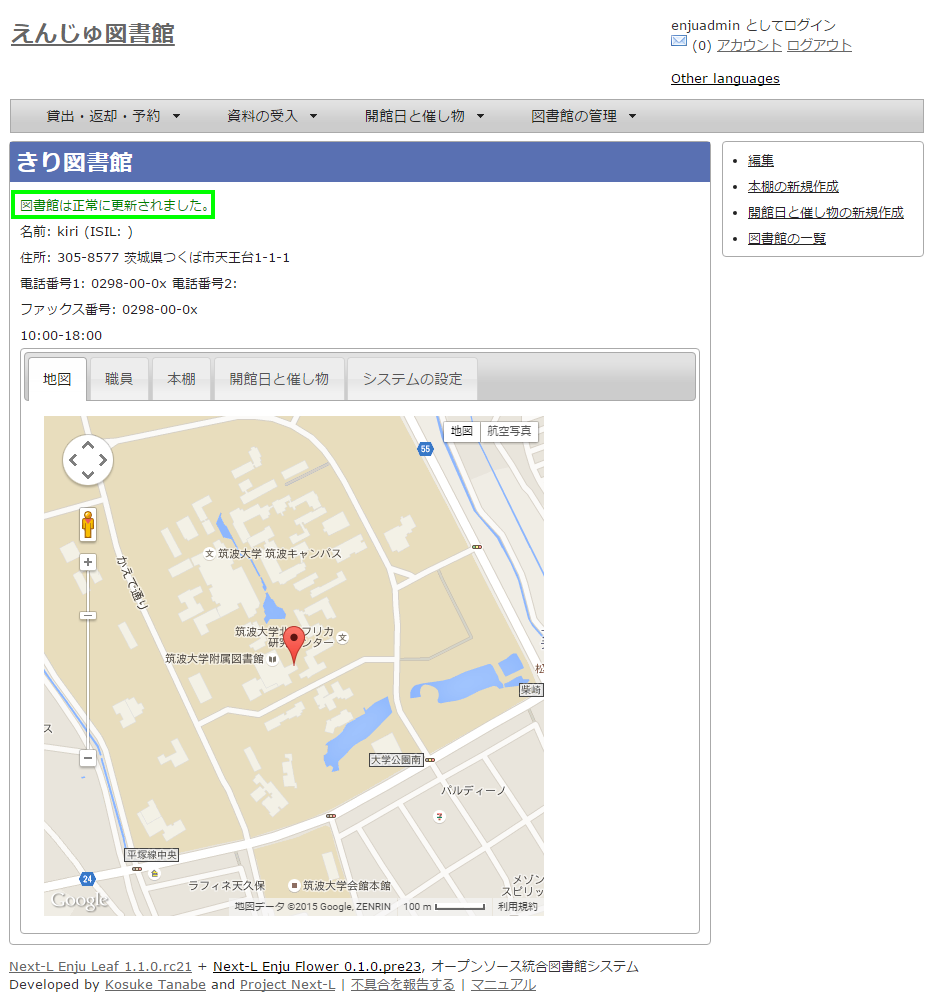 えんじゅ図書館
enjuadmin としてログイン
(0) アカウント ログアウト
Other languages
貸出・返却・予約 ▼ 資料の受入 ▼ 開館日と催し物 ▼ 図書館の管理 ▼
きり図書館
図書館は正常に更新されました。
名前: kiri (ISIL: )
住所: 305-8577 茨城県つくば市天王台1-1-1
電話番号1: 0298-00-0x 電話番号2:
ファックス番号: 0298-00-0x
10:00-18:00
編集
本棚の新規作成
開館日と催し物の新規作成
図書館の一覧
地図 職員 本棚 開館日と催し物 システムの設定
地図 航空写真
55
筑波大学 筑波キャンパス
かえで通り
筑波大学北アフリカ
研究センター
筑波大学附属図書館
松
柴崎
ス
大学公園南
パルディーノ
平塚線中央
24
ラフィネ天久保
筑波大学会館本館
メゾン
スピリッ
Google
地図データ ©2015 Google, ZENRIN 100 m 利用規約
Next-L Enju Leaf 1.1.0.rc21 + Next-L Enju Flower 0.1.0.pre23, オープンソース統合図書館システム
Developed by Kosuke Tanabe and Project Next-L | 不具合を報告する | マニュアル